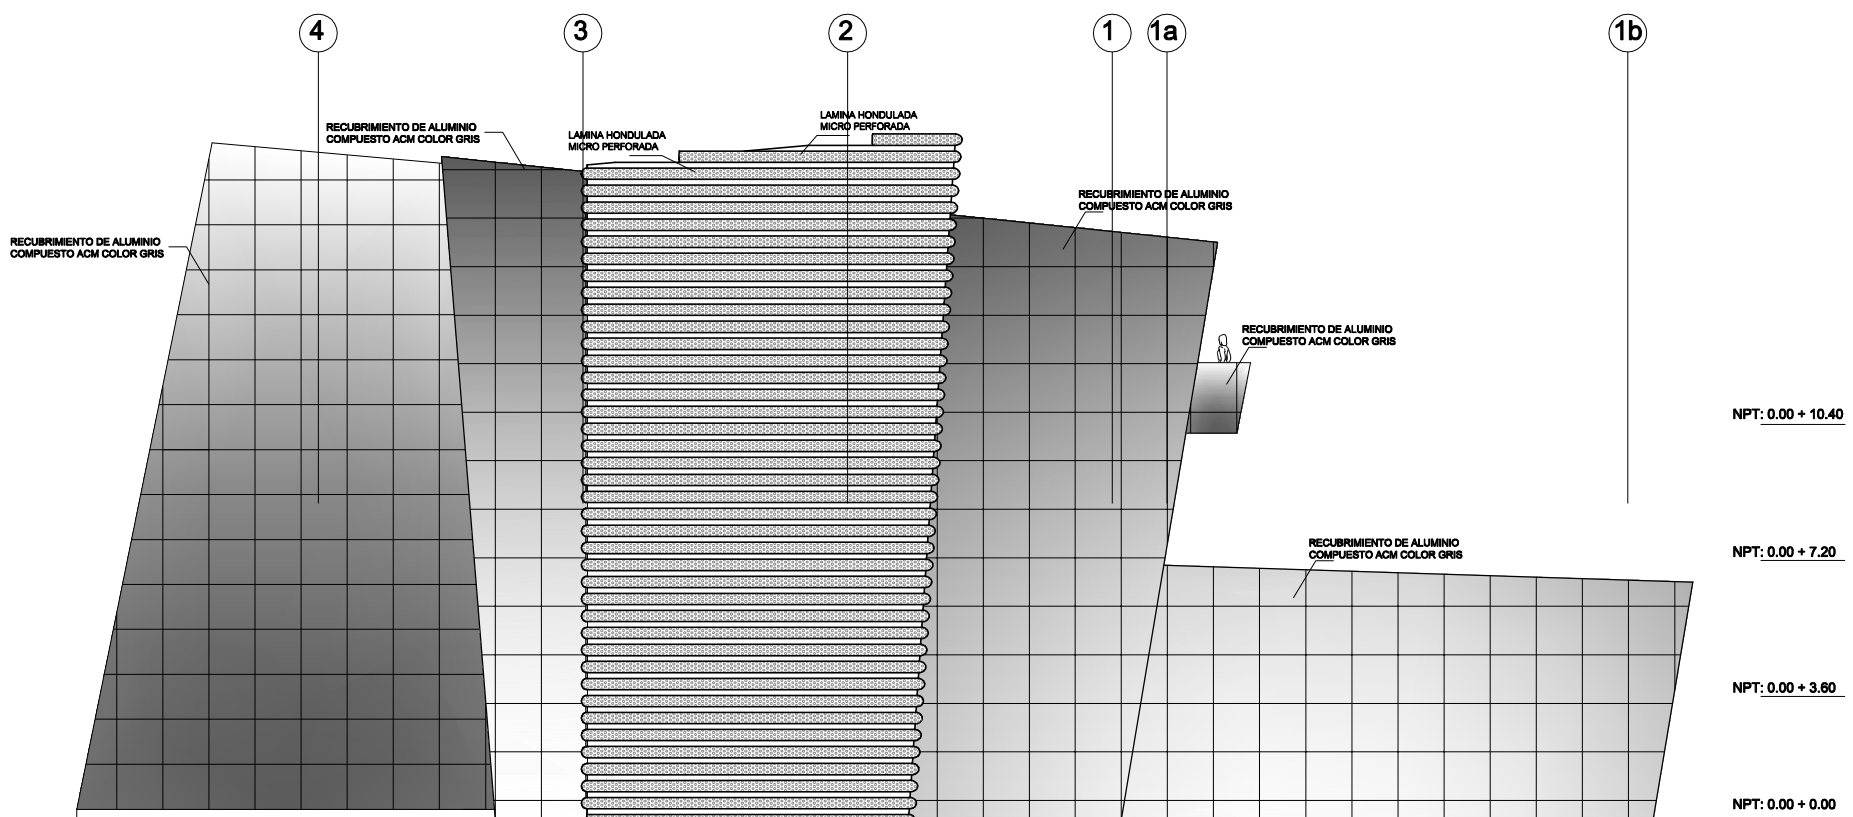 4
3
2
1
1a
1b
RECUBRIMIENTO DE ALUMINIO
COMPUESTO ACM COLOR GRIS
LAMINA HONDULADA
MICRO PERFORADA
LAMINA HONDULADA
MICRO PERFORADA
RECUBRIMIENTO DE ALUMINIO
COMPUESTO ACM COLOR GRIS
RECUBRIMIENTO DE ALUMINIO
COMPUESTO ACM COLOR GRIS
RECUBRIMIENTO DE ALUMINIO
COMPUESTO ACM COLOR GRIS
NPT: 0.00 + 10.40
RECUBRIMIENTO DE ALUMINIO
COMPUESTO ACM COLOR GRIS
NPT: 0.00 + 7.20
NPT: 0.00 + 3.60
NPT: 0.00 + 0.00